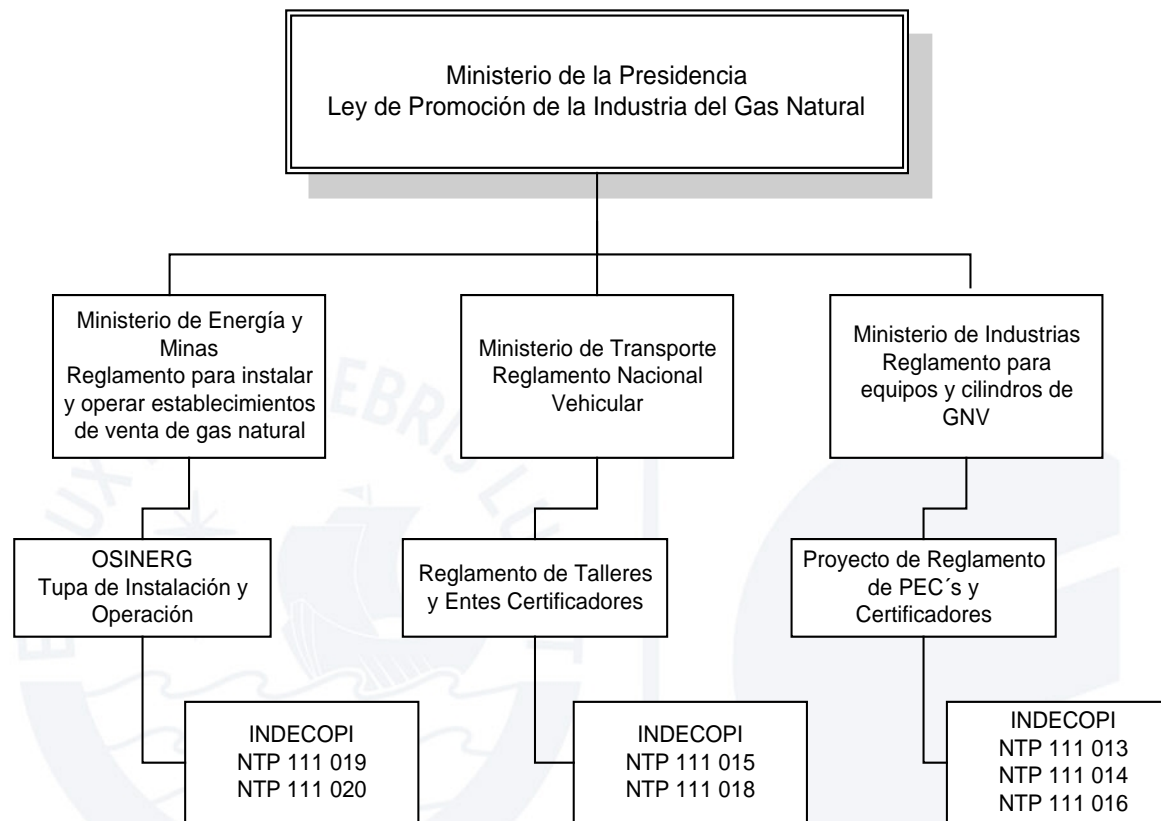 Ministerio de la Presidencia
Ley de Promoción de la Industria del Gas Natural
Ministerio de Energía y
Minas
Reglamento para instalar
y operar establecimientos
de venta de gas natural
Ministerio de Transporte
Reglamento Nacional
Vehicular
Ministerio de Industrias
Reglamento para
equipos y cilindros de
GNV
OSINERG
Tupa de Instalación y
Operación
Reglamento de Talleres
y Entes Certificadores
Proyecto de Reglamento
de PEC´s y
Certificadores
INDECOPI
NTP 111 019
NTP 111 020
INDECOPI
NTP 111 015
NTP 111 018
INDECOPI
NTP 111 013
NTP 111 014
NTP 111 016